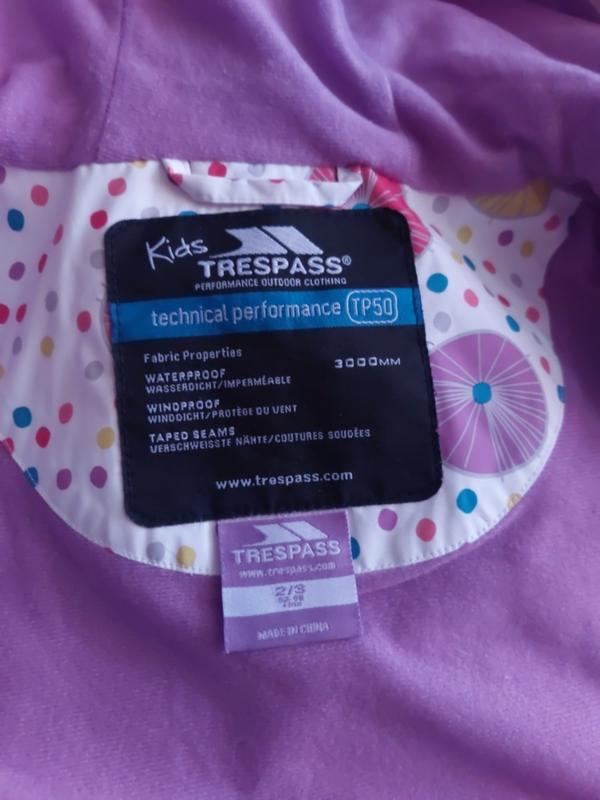 Kids
TRESPASS®
PERFORMANCE OUTDOOR CLOTHING
technical performance TP50
Fabric Properties
WATERPROOF 3000MM
WASSERDICHT/IMPERMÉABLE
WINDPROOF
WINDDICHT/PROTÈGE DU VENT
TAPED SEAMS
VERSCHWEISSTE NÄHTE/COUTURES SOUDÉES
www.trespass.com
TRESPASS
www.trespass.com
2/3
MADE IN CHINA